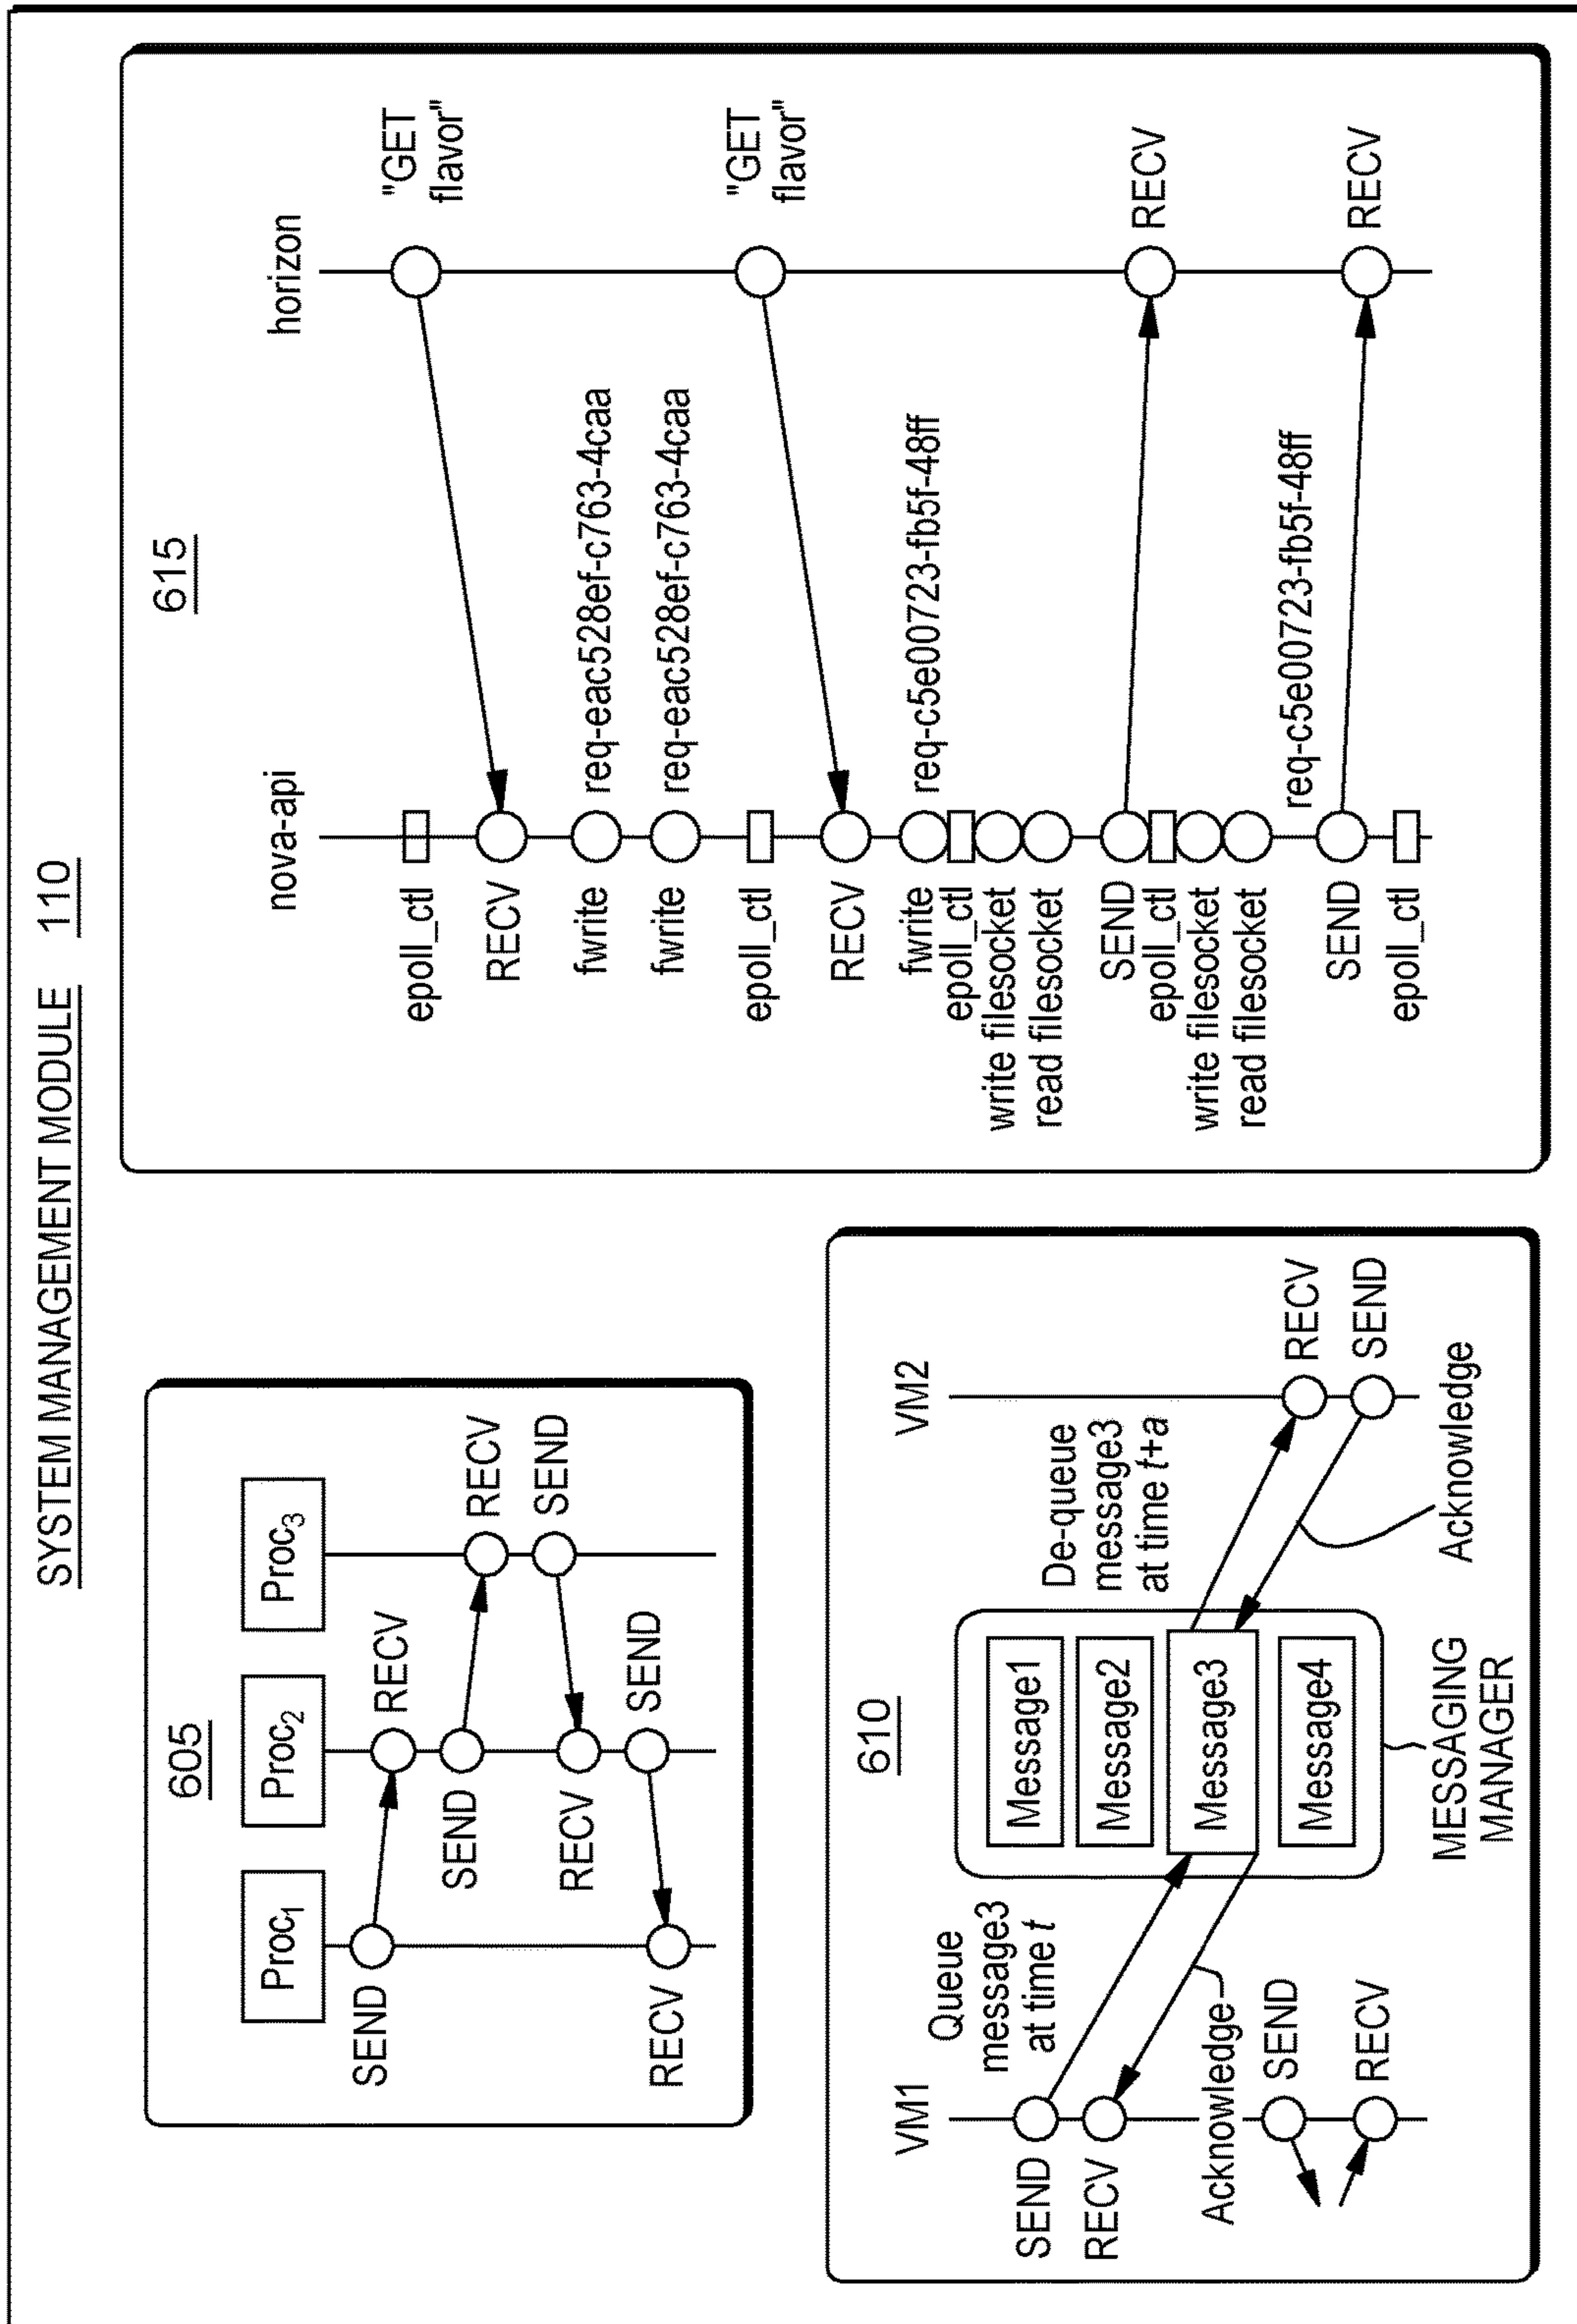 SYSTEM MANAGEMENT MODULE 110
605
Proc1
Proc2
Proc3
SEND
RECV
SEND
RECV
SEND
RECV
SEND
RECV
610
VM1
VM2
Queue
message3
at time t
De-queue
message3
at time t+a
SEND
RECV
Acknowledge
SEND
RECV
Message1
Message2
Message3
Message4
MESSAGING
MANAGER
RECV
SEND
Acknowledge
615
nova-api
horizon
epoll_ctl
"GET
flavor"
RECV
fwrite
req-eac528ef-c763-4caa
fwrite
req-eac528ef-c763-4caa
epoll_ctl
"GET
flavor"
RECV
fwrite
req-c5e00723-fb5f-48ff
epoll_ctl
write filesocket
read filesocket
SEND
RECV
epoll_ctl
write filesocket
read filesocket
req-c5e00723-fb5f-48ff
SEND
RECV
epoll_ctl